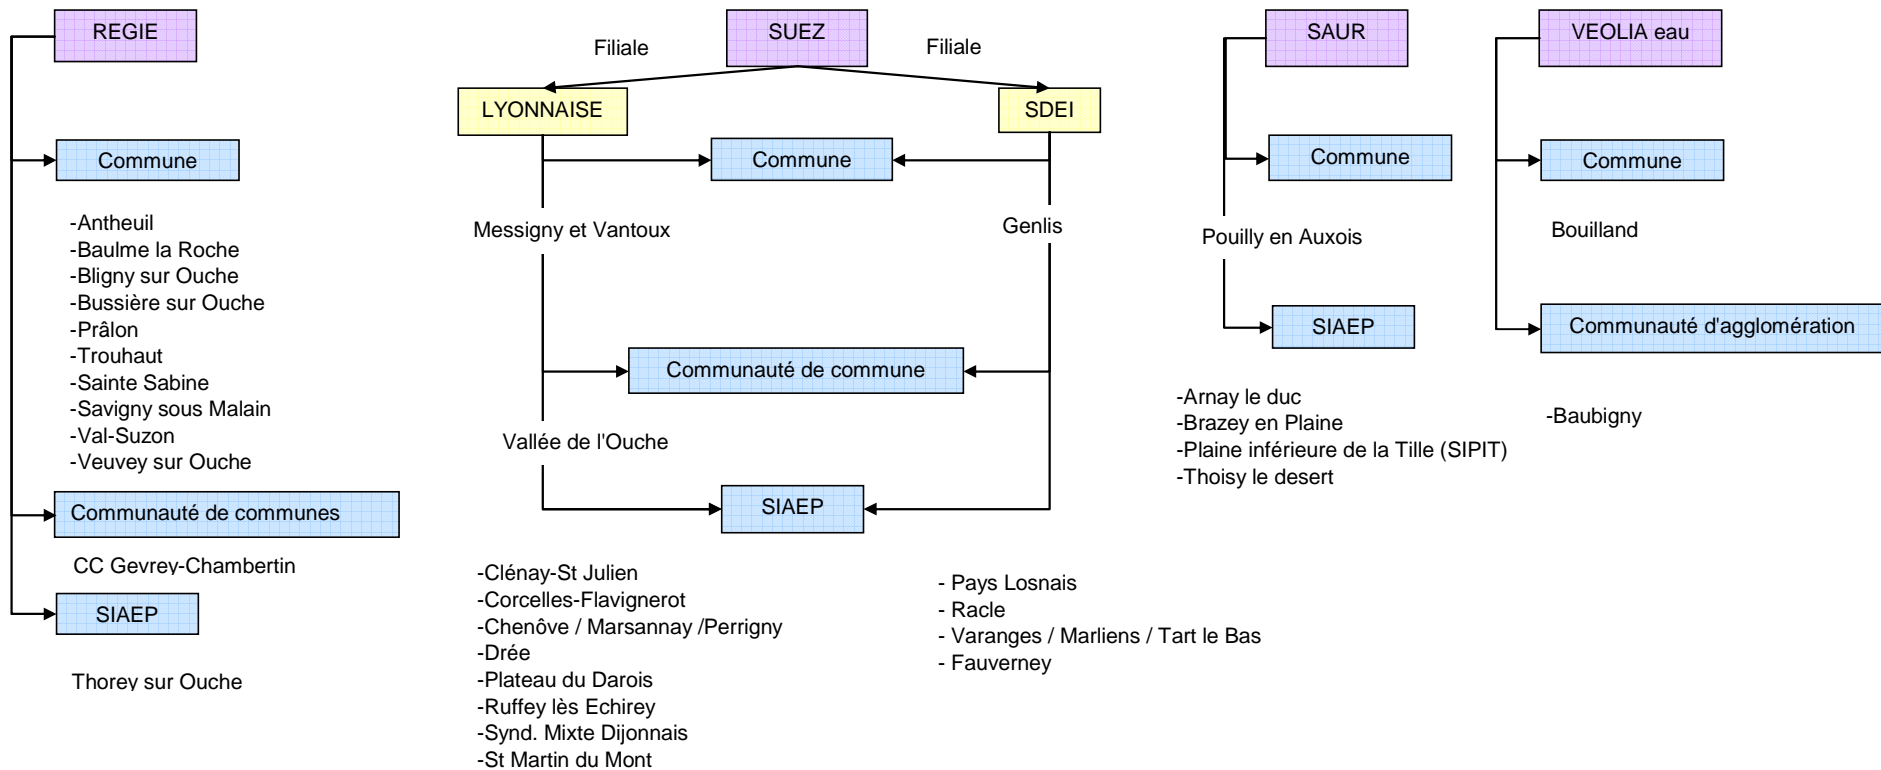 REGIE
Commune
-Antheuil
-Baulme la Roche
-Bligny sur Ouche
-Bussière sur Ouche
-Prâlon
-Trouhaut
-Sainte Sabine
-Savigny sous Malain
-Val-Suzon
-Veuvey sur Ouche
Communauté de communes
CC Gevrey-Chambertin
SIAEP
Thorey sur Ouche
SUEZ
Filiale
Filiale
LYONNAISE
SDEI
Commune
Messigny et Vantoux
Genlis
Communauté de commune
Vallée de l'Ouche
SIAEP
-Clénay-St Julien
-Corcelles-Flavignerot
-Chenôve / Marsannay /Perrigny
-Drée
-Plateau du Darois
-Ruffey lès Echirey
-Synd. Mixte Dijonnais
-St Martin du Mont
- Pays Losnais
- Racle
- Varanges / Marliens / Tart le Bas
- Fauverney
SAUR
Commune
Pouilly en Auxois
SIAEP
-Arnay le duc
-Brazey en Plaine
-Plaine inférieure de la Tille (SIPIT)
-Thoisy le desert
VEOLIA eau
Commune
Bouilland
Communauté d'agglomération
-Baubigny